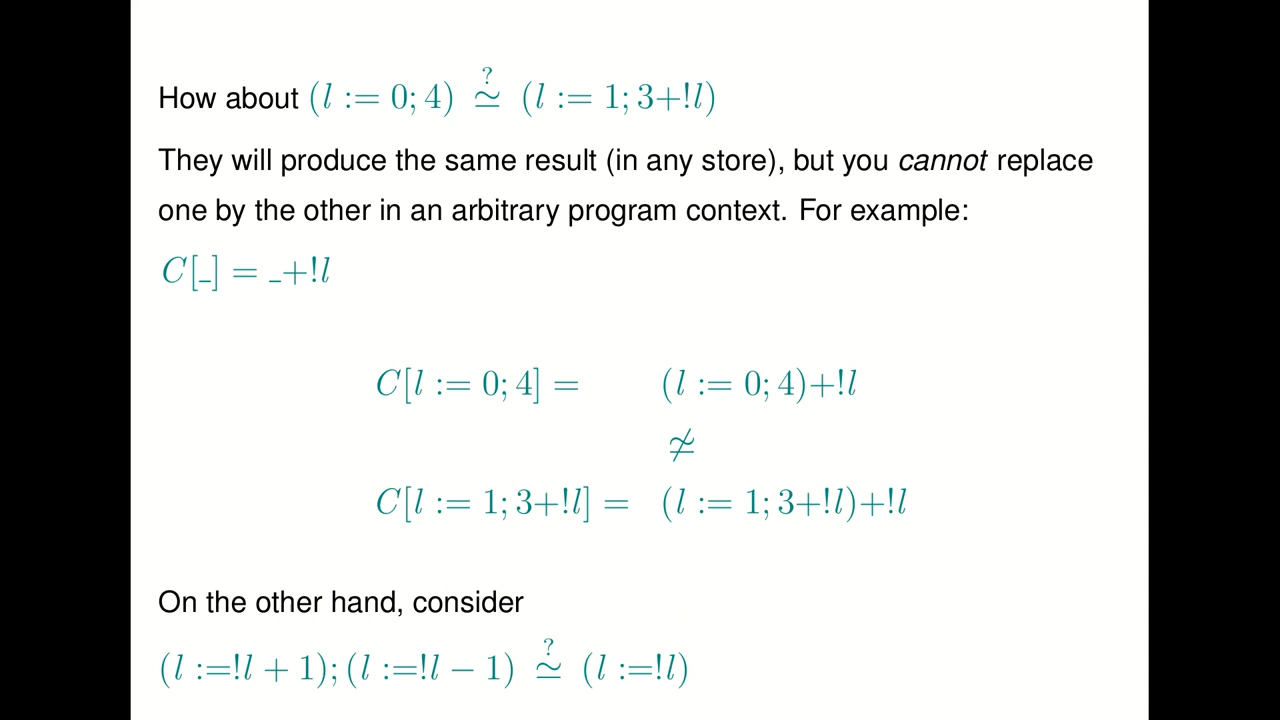 How about (l := 0; 4) ≃? (l := 1; 3+!l)
They will produce the same result (in any store), but you cannot replace
one by the other in an arbitrary program context. For example:
C[_] = _+!l
C[l := 0; 4] = (l := 0; 4)+!l
≄
C[l := 1; 3+!l] = (l := 1; 3+!l)+!l
On the other hand, consider
(l :=!l + 1); (l :=!l − 1) ≃? (l :=!l)